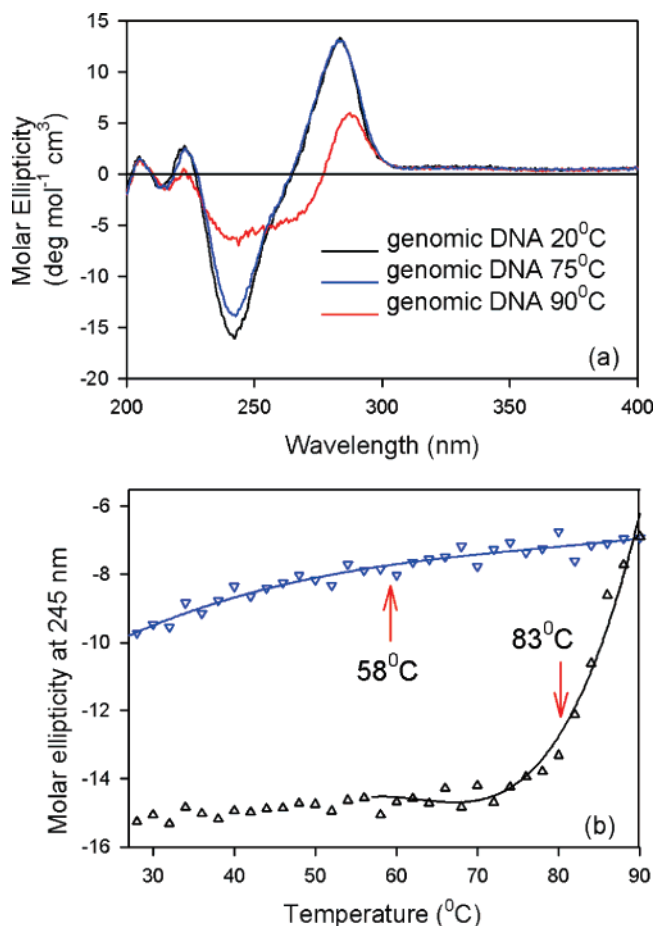 15
10
5
0
-5
-10
-15
-20
Molar Ellipticity
(deg mol⁻¹ cm³)
genomic DNA 20⁰C
genomic DNA 75⁰C
genomic DNA 90⁰C
(a)
200 250 300 350 400
Wavelength (nm)
-6
-8
-10
-12
-14
-16
Molar ellipticity at 245 nm
58⁰C
83⁰C
(b)
30 40 50 60 70 80 90
Temperature (⁰C)